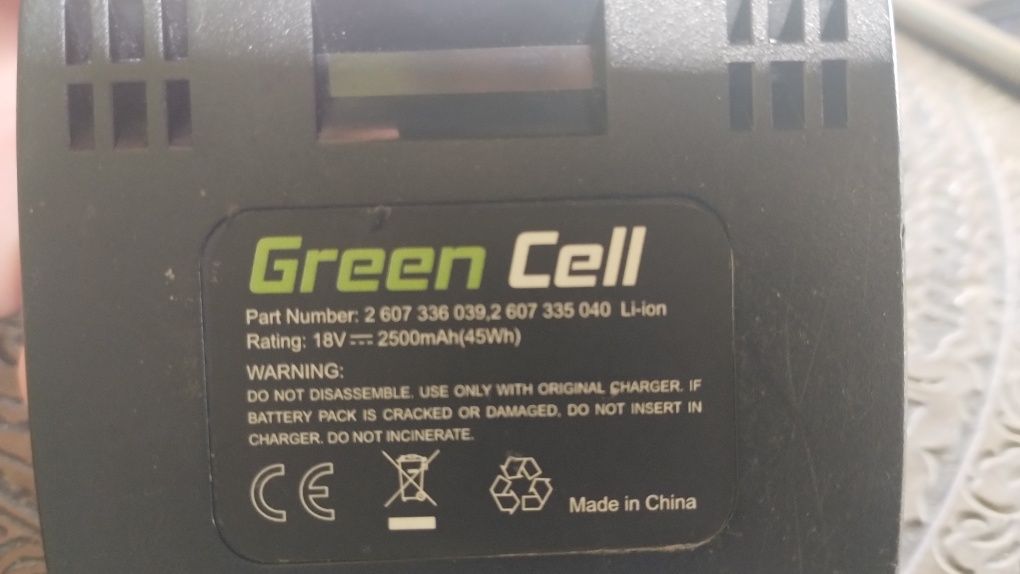 Green Cell
Part Number: 2 607 336 039,2 607 335 040 Li-ion
Rating: 18V⎓2500mAh(45Wh)
WARNING:
DO NOT DISASSEMBLE. USE ONLY WITH ORIGINAL CHARGER. IF
BATTERY PACK IS CRACKED OR DAMAGED, DO NOT INSERT IN
CHARGER. DO NOT INCINERATE.
CE
Made in China